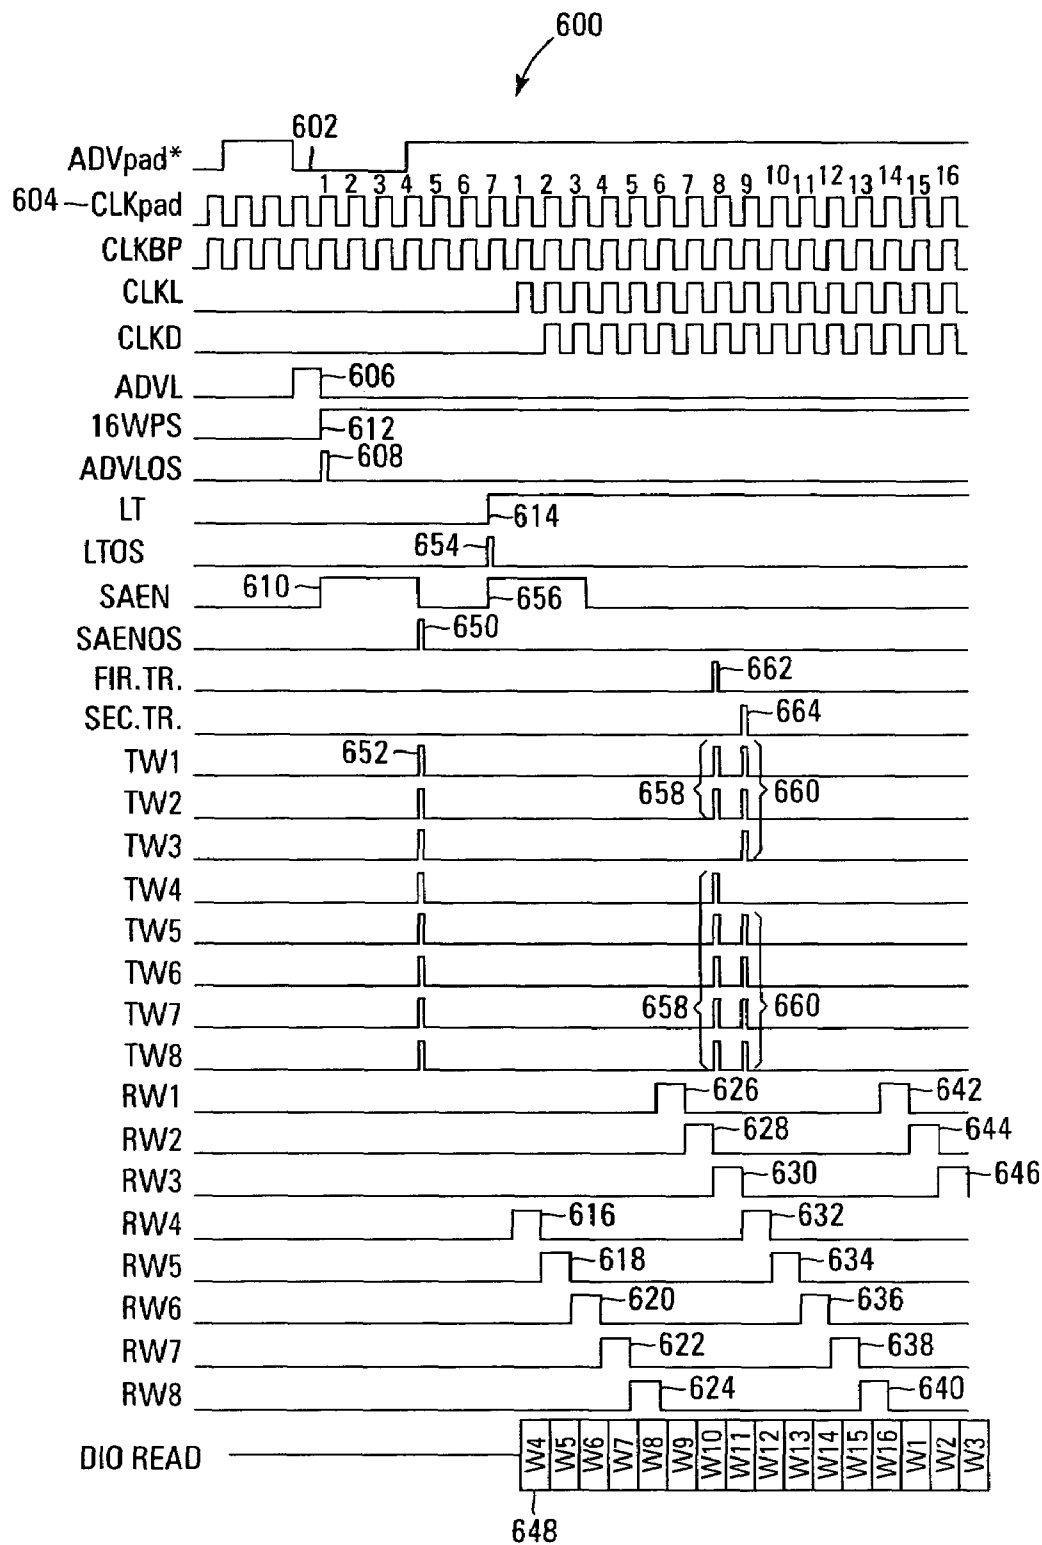 600
602
ADVpad*
1 2 3 4 5 6 7 1 2 3 4 5 6 7 8 9 10 11 12 13 14 15 16
604 CLKpad
CLKBP
CLKL
CLKD
ADVL 606
16WPS 612
ADVLOS 608
LT 614
LTOS 654
SAEN 610 656
SAENOS 650
FIR.TR. 662
SEC.TR. 664
TW1 652
TW2 658 660
TW3
TW4
TW5
TW6
TW7 658 660
TW8
RW1 626 642
RW2 628 644
RW3 630 646
RW4 616 632
RW5 618 634
RW6 620 636
RW7 622 638
RW8 624 640
DIO READ W4 W5 W6 W7 W8 W9 W10 W11 W12 W13 W14 W15 W16 W1 W2 W3
648